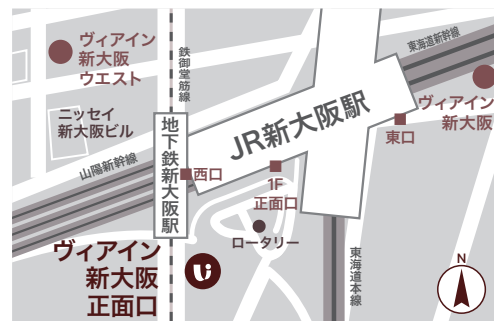 ヴィアイン
新大阪
ウエスト
鉄御堂筋線
東海道新幹線
ニッセイ
新大阪ビル
地下鉄新大阪駅
JR新大阪駅
ヴィアイン
新大阪
東口
山陽新幹線
西口
1F
正面口
ロータリー
ヴィアイン
新大阪
正面口
東海道本線
N